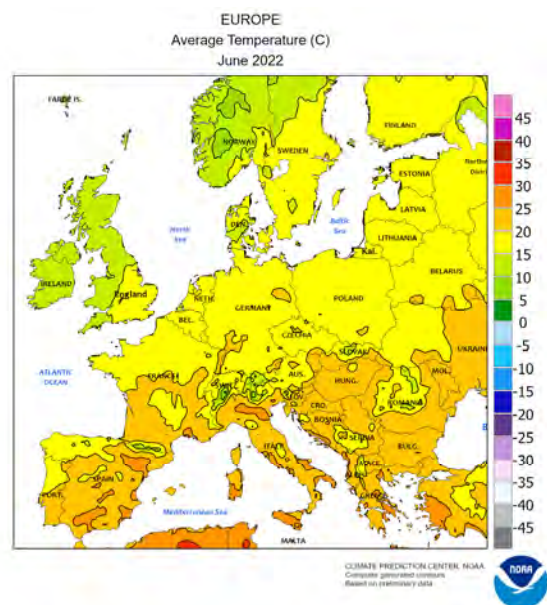 EUROPE
Average Temperature (C)
June 2022
FAROE IS.
FINLAND
NORWAY
SWEDEN
ESTONIA
LATVIA
LITHUANIA
North
Sea
Baltic
Sea
DEN.
Kal.
IRELAND
England
BELARUS
NETH.
GERMANY
POLAND
BEL.
CZECHIA
UKRAINE
SLOVAK.
ATLANTIC
OCEAN
FRANCE
AUS.
HUNG.
MOL.
ROMANIA
CRO.
BOSNIA
SERBIA
ITALY
BULG.
SPAIN
PORT.
GREECE
Mediterranean Sea
MALTA
45
40
35
30
25
20
15
10
5
0
-5
-10
-15
-20
-25
-30
-35
-40
-45
CLIMATE PREDICTION CENTER, NOAA
Computer generated contours
Based on preliminary data
NOAA